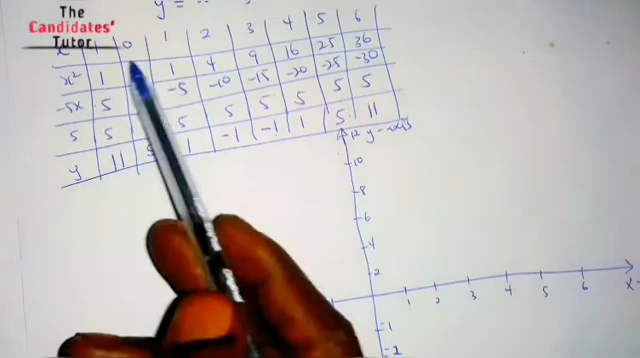 The
Candidates'
Tutor
y =
x 0 1 2 3 4 5 6
x² 1 1 4 9 16 25 36
-5x 5 -5 -10 -15 -20 -25 -30
5 5 5 5 5 5 5 5
y 11 5 1 -1 -1 1 5 11
12 y-axis
10
8
6
4
2
1 2 3 4 5 6 x-
-1
-2